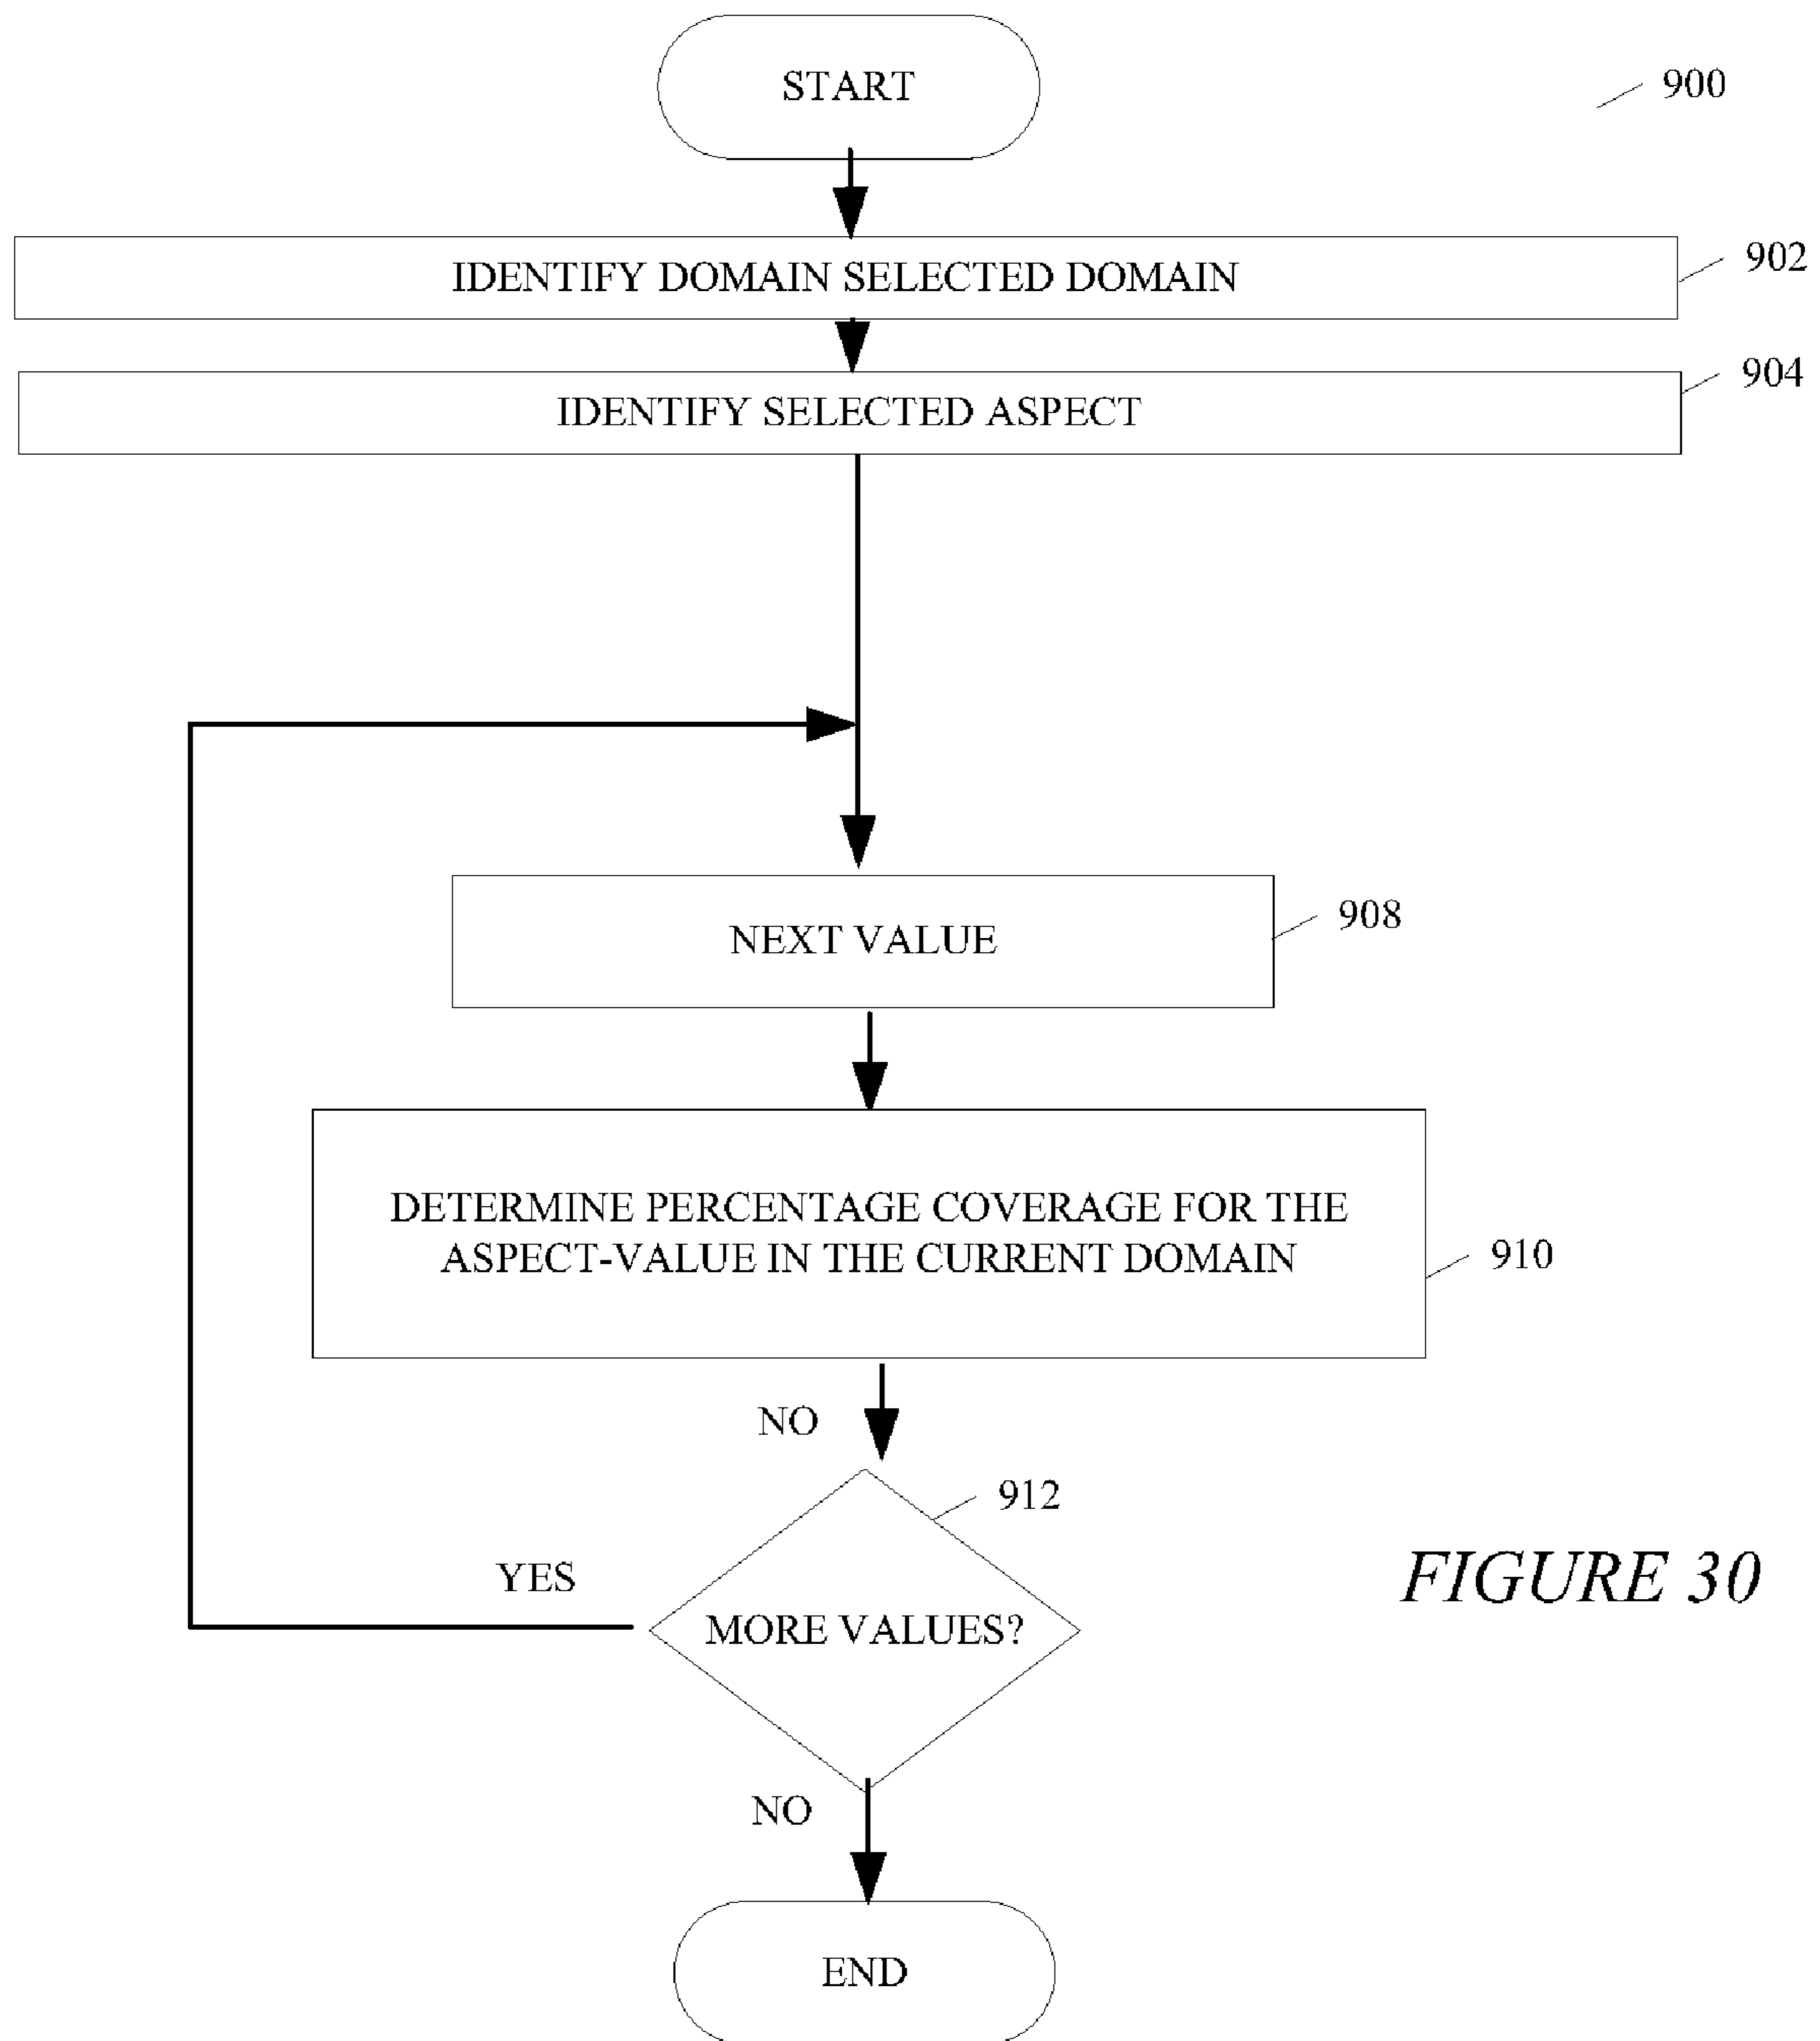 START
900
IDENTIFY DOMAIN SELECTED DOMAIN
902
IDENTIFY SELECTED ASPECT
904
NEXT VALUE
908
DETERMINE PERCENTAGE COVERAGE FOR THE
ASPECT-VALUE IN THE CURRENT DOMAIN
910
NO
912
YES
MORE VALUES?
FIGURE 30
NO
END